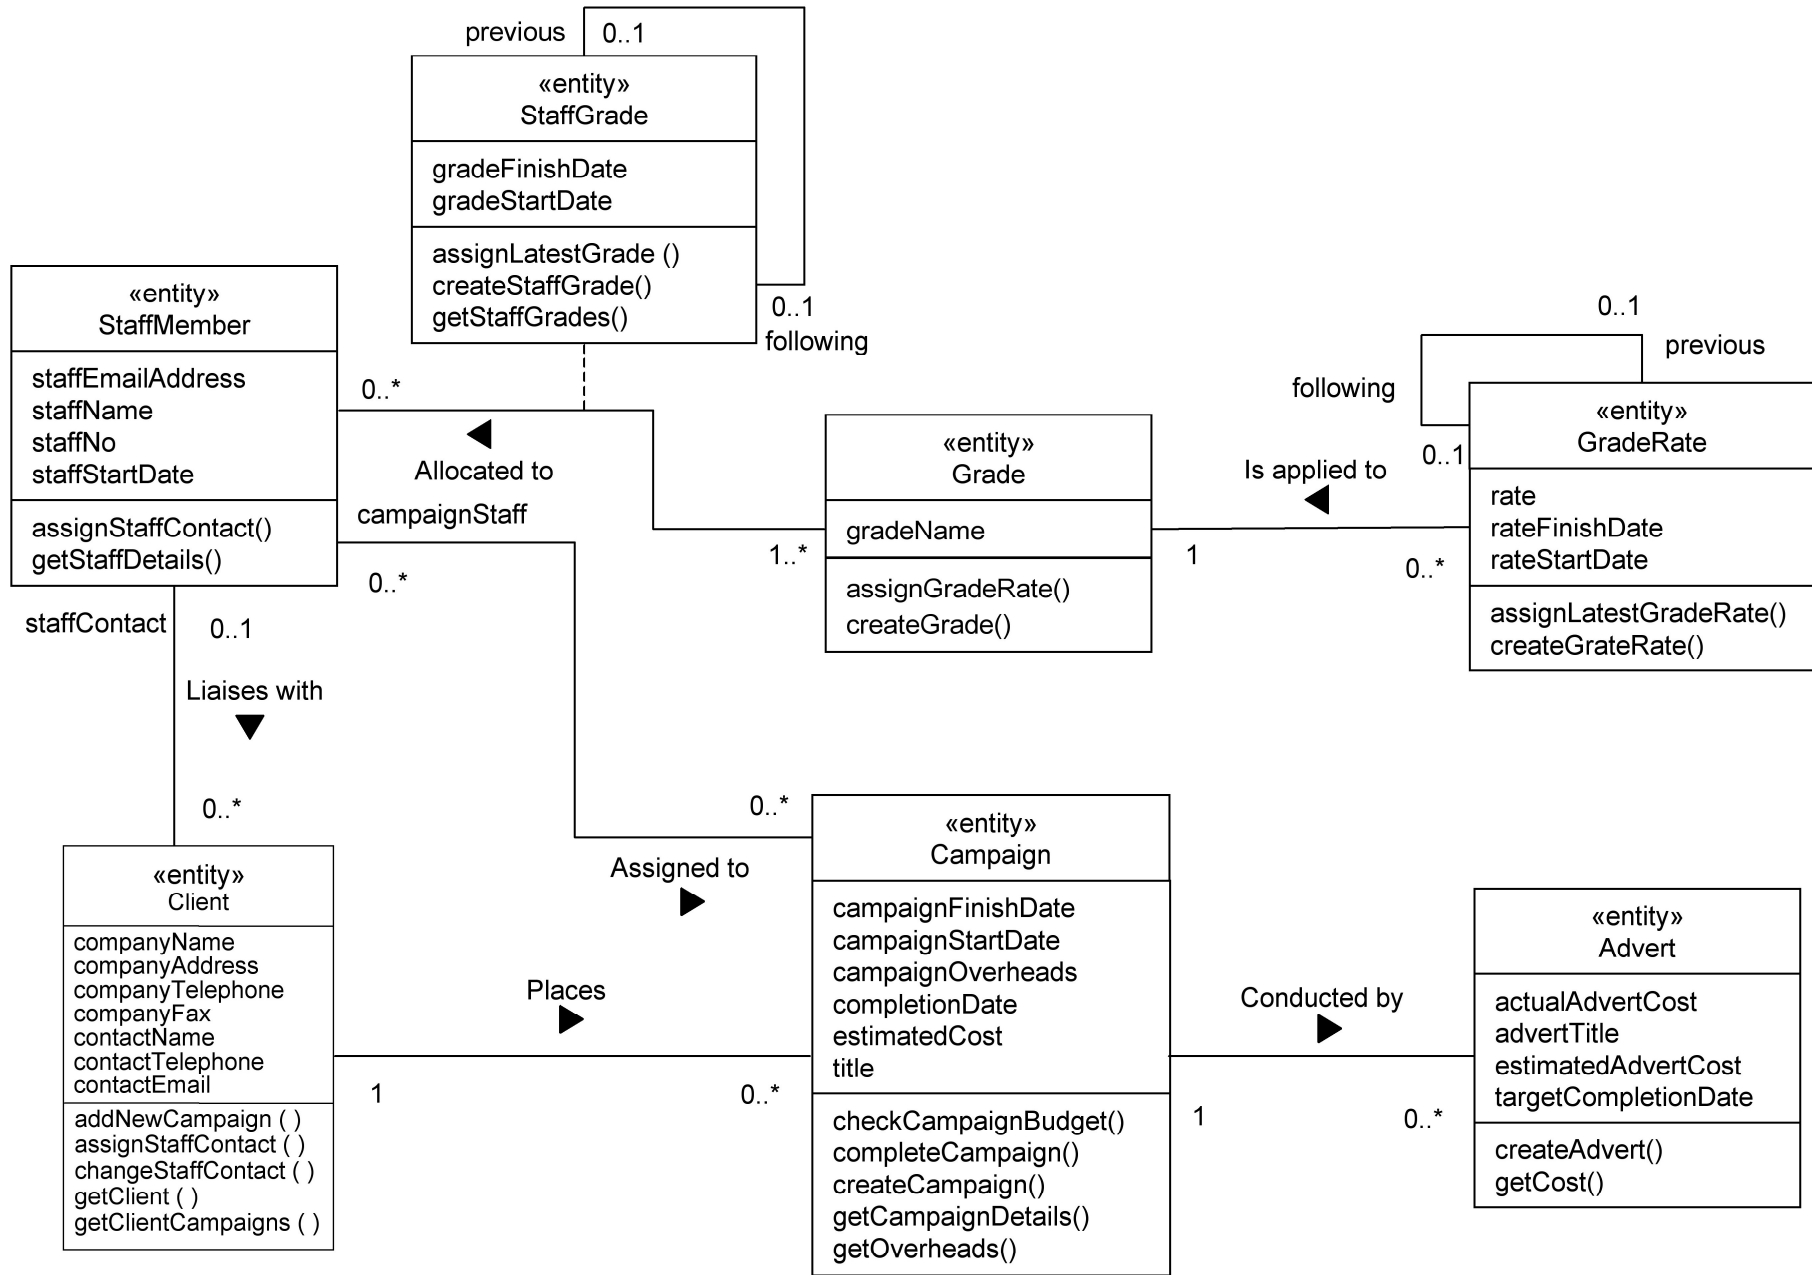 previous
0..1
«entity»
StaffGrade
gradeFinishDate
gradeStartDate
assignLatestGrade ()
createStaffGrade()
getStaffGrades()
0..1
following
«entity»
StaffMember
staffEmailAddress
staffName
staffNo
staffStartDate
assignStaffContact()
getStaffDetails()
0..*
Allocated to
campaignStaff
0..*
1..*
«entity»
Grade
gradeName
assignGradeRate()
createGrade()
Is applied to
1
0..*
0..1
previous
following
0..1
«entity»
GradeRate
rate
rateFinishDate
rateStartDate
assignLatestGradeRate()
createGrateRate()
staffContact
0..1
Liaises with
0..*
0..*
Assigned to
«entity»
Client
companyName
companyAddress
companyTelephone
companyFax
contactName
contactTelephone
contactEmail
addNewCampaign ( )
assignStaffContact ( )
changeStaffContact ( )
getClient ( )
getClientCampaigns ( )
Places
1
0..*
«entity»
Campaign
campaignFinishDate
campaignStartDate
campaignOverheads
completionDate
estimatedCost
title
checkCampaignBudget()
completeCampaign()
createCampaign()
getCampaignDetails()
getOverheads()
Conducted by
1
0..*
«entity»
Advert
actualAdvertCost
advertTitle
estimatedAdvertCost
targetCompletionDate
createAdvert()
getCost()